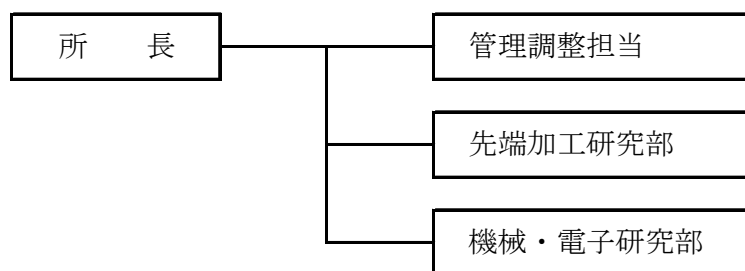 所　　長
管理調整担当
先端加工研究部
機械・電子研究部